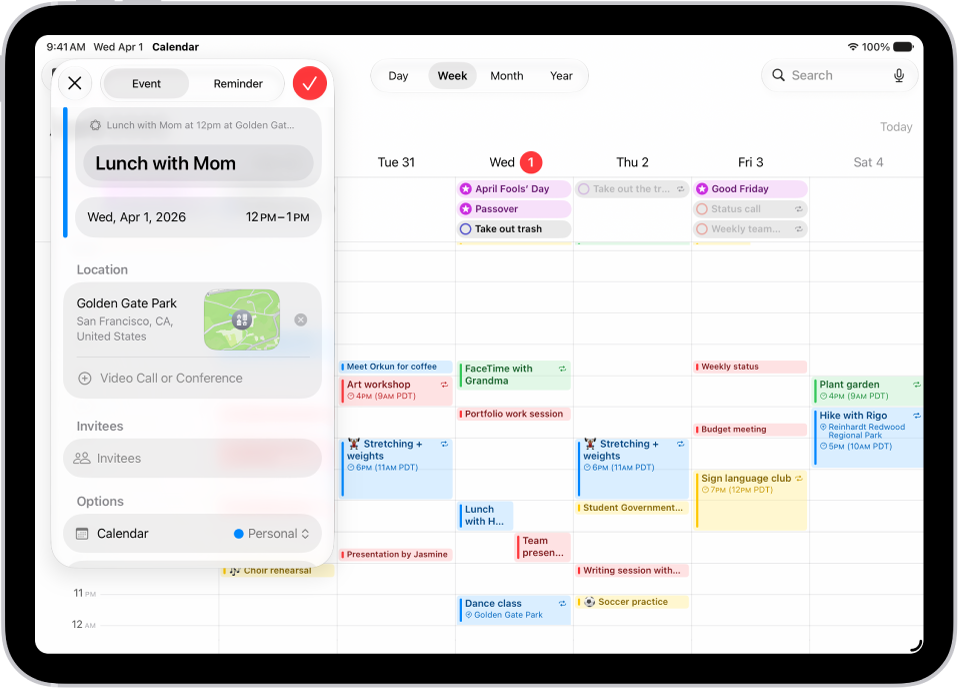 9:41 AM Wed Apr 1 Calendar
100%
Event
Reminder
Day
Week
Month
Year
Search
Lunch with Mom at 12pm at Golden Gat...
Lunch with Mom
Wed, Apr 1, 2026
12 PM – 1 PM
Location
Golden Gate Park
San Francisco, CA,
United States
Video Call or Conference
Invitees
Invitees
Options
Calendar
Personal
Today
Tue 31
Wed 1
Thu 2
Fri 3
Sat 4
April Fools’ Day
Passover
Take out trash
Take out the tr...
Good Friday
Status call
Weekly team...
Meet Orkun for coffee
Art workshop
4PM (9AM PDT)
Stretching +
weights
6PM (11AM PDT)
Presentation by Jasmine
Choir rehearsal
FaceTime with
Grandma
Portfolio work session
Lunch
with H...
Team
presen...
Dance class
Golden Gate Park
Stretching +
weights
6PM (11AM PDT)
Student Government...
Writing session with...
Soccer practice
Weekly status
Budget meeting
Sign language club
7PM (12PM PDT)
Plant garden
4PM (9AM PDT)
Hike with Rigo
Reinhardt Redwood
Regional Park
5PM (10AM PDT)
11 PM
12 AM